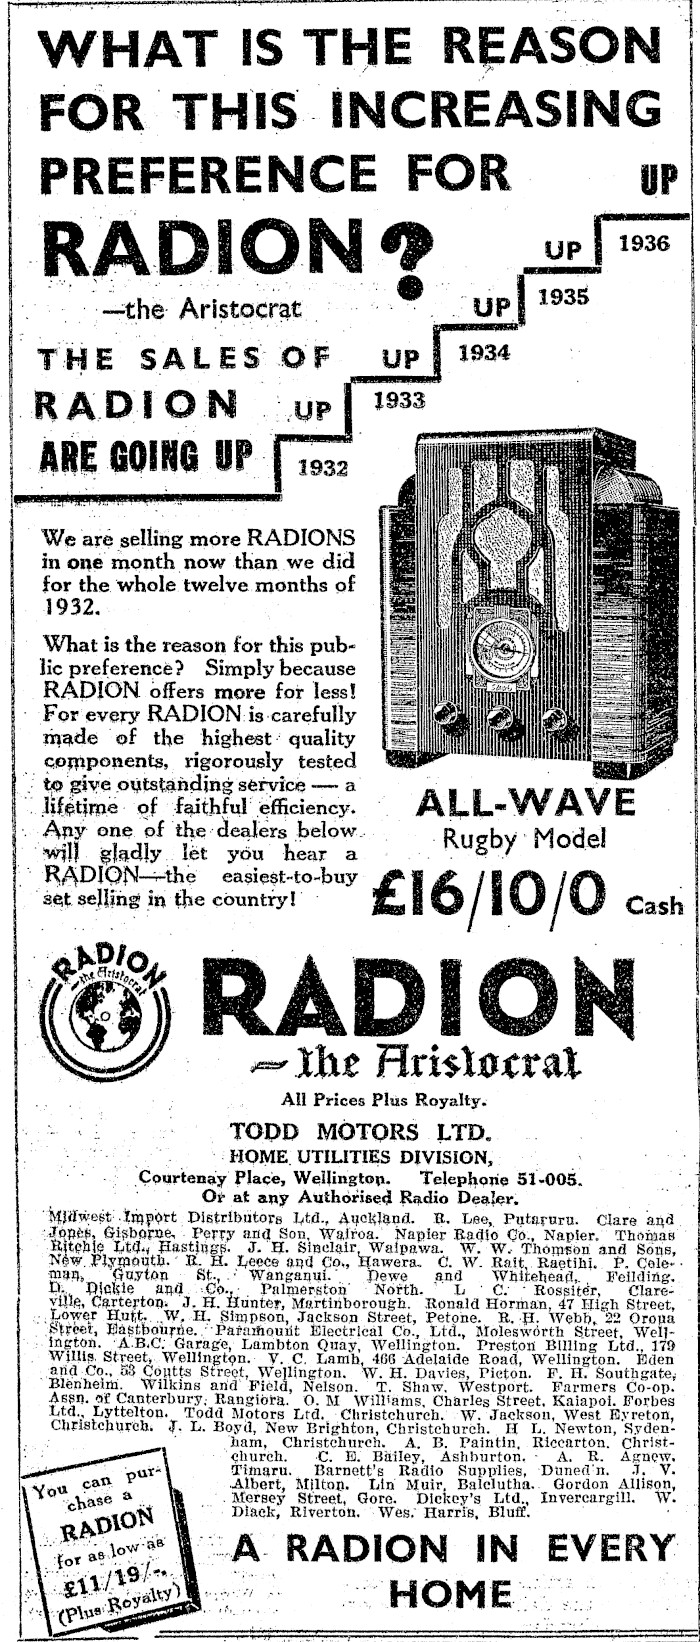 WHAT IS THE REASON
FOR THIS INCREASING
PREFERENCE FOR
RADION?
—the Aristocrat
THE SALES OF
RADION
ARE GOING UP
1932
UP
1933
UP
1934
UP
1935
UP
1936
UP
We are selling more RADIONS
in one month now than we did
for the whole twelve months of
1932.
What is the reason for this pub-
lic preference? Simply because
RADION offers more for less!
For every RADION is carefully
made of the highest quality
components, rigorously tested
to give outstanding service — a
lifetime of faithful efficiency.
Any one of the dealers below
will gladly let you hear a
RADION—the easiest-to-buy
set selling in the country!
ALL-WAVE
Rugby Model
£16/10/0 Cash
RADION
the Aristocrat
RADION
the Aristocrat
All Prices Plus Royalty.
TODD MOTORS LTD.
HOME UTILITIES DIVISION,
Courtenay Place, Wellington. Telephone 51-005.
Or at any Authorised Radio Dealer.
Midwest Import Distributors Ltd., Auckland. R. Lee, Putaruru. Clare and
Jones, Gisborne. Perry and Son, Wairoa. Napier Radio Co., Napier. Thomas
Ritchie Ltd., Hastings. J. H. Sinclair, Waipawa. W. W. Thomson and Sons,
New Plymouth. R. H. Leece and Co., Hawera. C. W. Rait, Raetihi. P. Cole-
man, Guyton St., Wanganui. Dewe and Whitehead, Feilding.
D. Dickie and Co., Palmerston North. L C. Rossiter, Clare-
ville, Carterton. J. H. Hunter, Martinborough. Ronald Horman, 47 High Street,
Lower Hutt. W. H. Simpson, Jackson Street, Petone. R. H. Webb, 22 Oroua
Street, Eastbourne. Paramount Electrical Co., Ltd., Molesworth Street, Well-
ington. A.B.C. Garage, Lambton Quay, Wellington. Preston Billing Ltd., 179
Willis Street, Wellington. V. C. Lamb, 466 Adelaide Road, Wellington. Eden
and Co., 53 Coutts Street, Wellington. W. H. Davies, Picton. F. H. Southgate,
Blenheim. Wilkins and Field, Nelson. T. Shaw, Westport. Farmers Co-op.
Assn. of Canterbury, Rangiora. O. M Williams, Charles Street, Kaiapoi. Forbes
Ltd., Lyttelton. Todd Motors Ltd. Christchurch. W. Jackson, West Eyreton,
Christchurch. J. L. Boyd, New Brighton, Christchurch. H L. Newton, Syden-
ham, Christchurch. A. B. Paintin, Riccarton. Christ-
church. C. E. Bailey, Ashburton. A. R. Agnew,
Timaru. Barnett's Radio Supplies, Dunedin. J. V.
Albert, Milton. Lin Muir, Balclutha. Gordon Allison,
Mersey Street, Gore. Dickey's Ltd., Invercargill. W.
Diack, Riverton. Wes. Harris, Bluff.
You can pur-
chase a
RADION
for as low as
£11/19/-.
(Plus Royalty)
A RADION IN EVERY
HOME